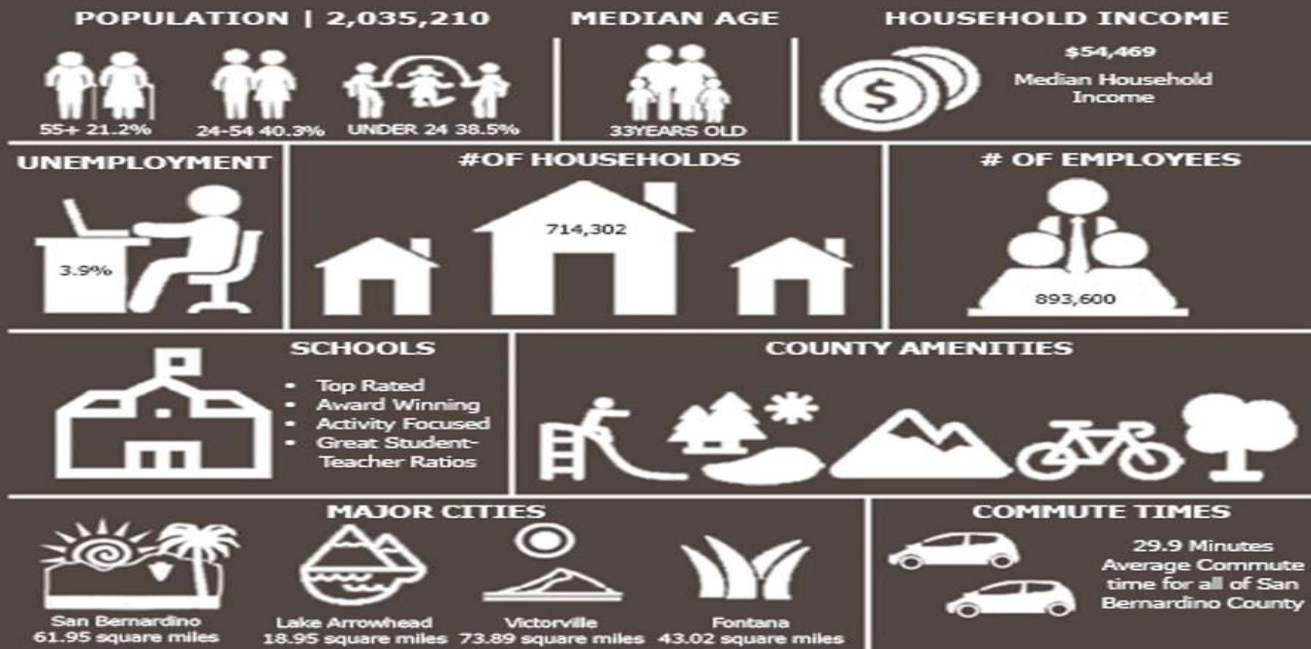 POPULATION | 2,035,210
55+ 21.2%
24-54 40.3%
UNDER 24 38.5%
MEDIAN AGE
33YEARS OLD
HOUSEHOLD INCOME
$54,469
Median Household
Income
UNEMPLOYMENT
3.9%
#OF HOUSEHOLDS
714,302
# OF EMPLOYEES
893,600
SCHOOLS
• Top Rated
• Award Winning
• Activity Focused
• Great Student-
Teacher Ratios
COUNTY AMENITIES
MAJOR CITIES
San Bernardino
61.95 square miles
Lake Arrowhead
18.95 square miles
Victorville
73.89 square miles
Fontana
43.02 square miles
COMMUTE TIMES
29.9 Minutes
Average Commute
time for all of San
Bernardino County